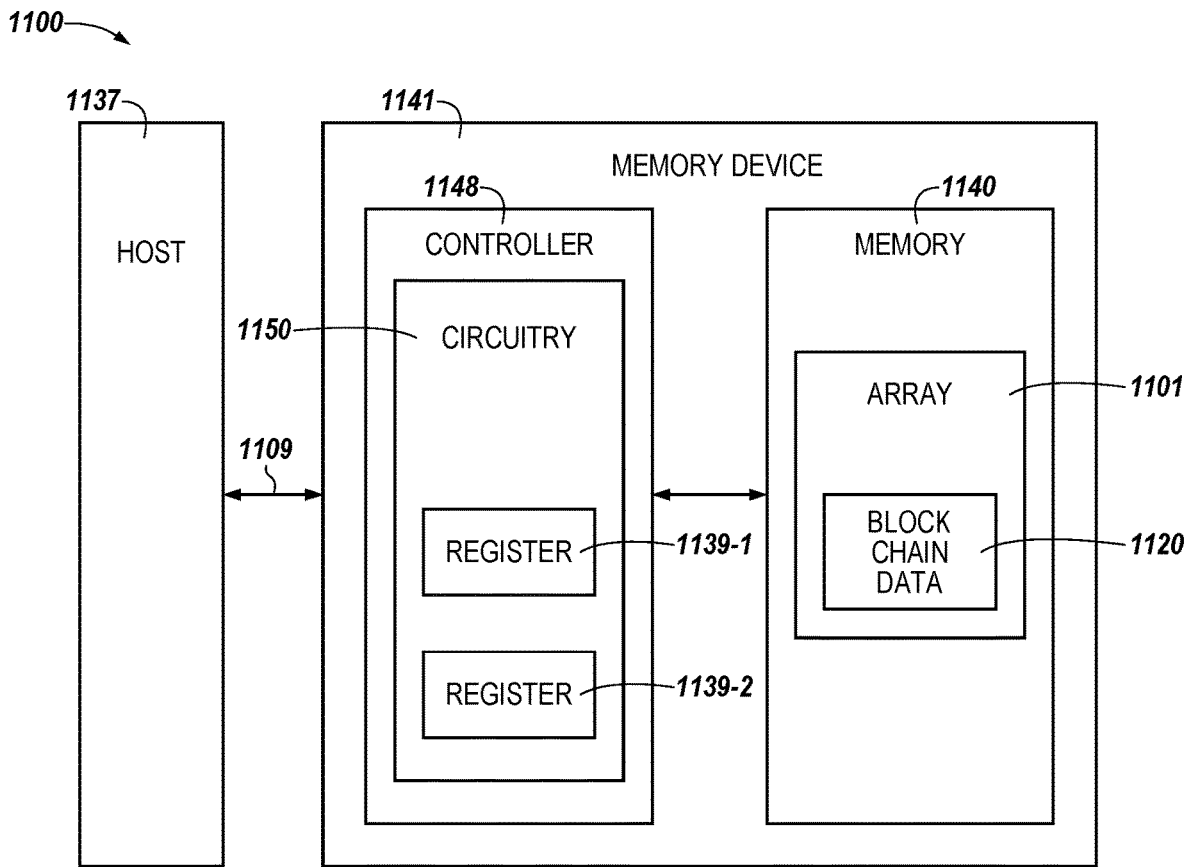 1100
1137
1141
MEMORY DEVICE
1148
1140
HOST
CONTROLLER
MEMORY
1150
CIRCUITRY
ARRAY
1101
1109
REGISTER
1139-1
BLOCK
CHAIN
DATA
1120
REGISTER
1139-2